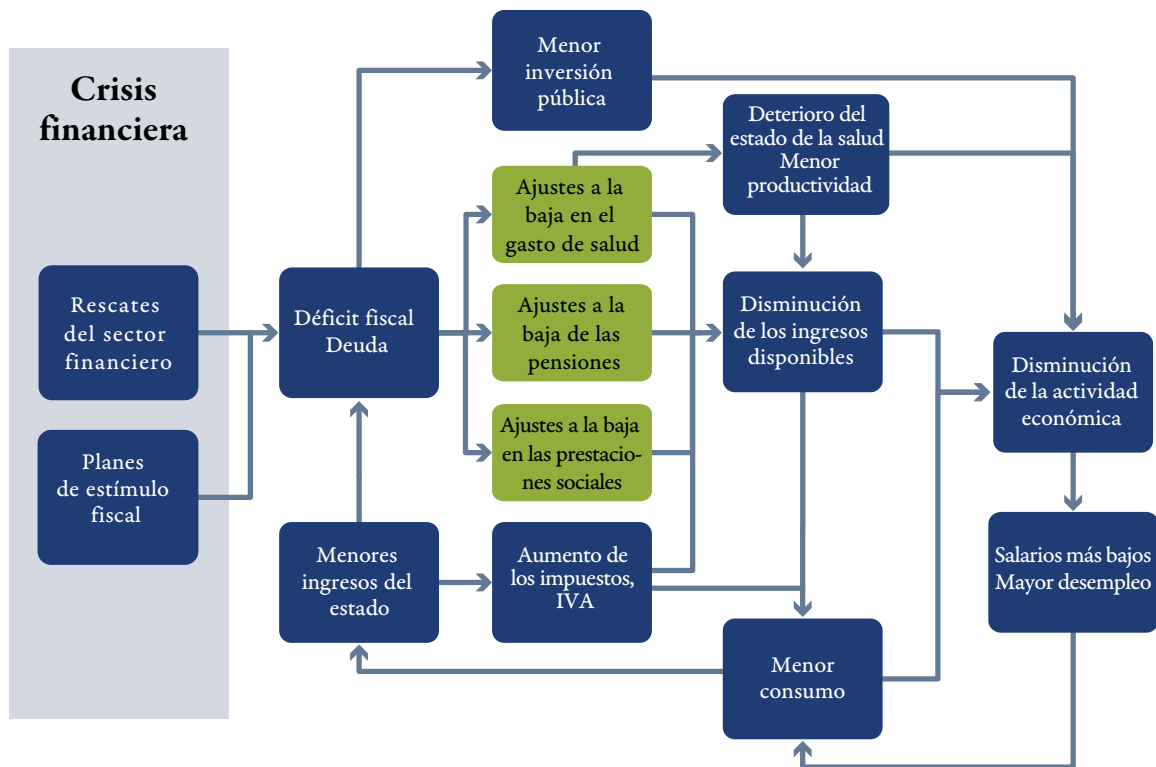 Crisis
financiera
Rescates
del sector
financiero
Planes
de estímulo
fiscal
Déficit fiscal
Deuda
Menores
ingresos del
estado
Menor
inversión
pública
Ajustes a la
baja en el
gasto de salud
Ajustes a la
baja de las
pensiones
Ajustes a la baja
en las prestacio-
nes sociales
Aumento de
los impuestos,
IVA
Deterioro del
estado de la salud
Menor
productividad
Disminución
de los ingresos
disponibles
Menor
consumo
Disminución
de la actividad
económica
Salarios más bajos
Mayor desempleo